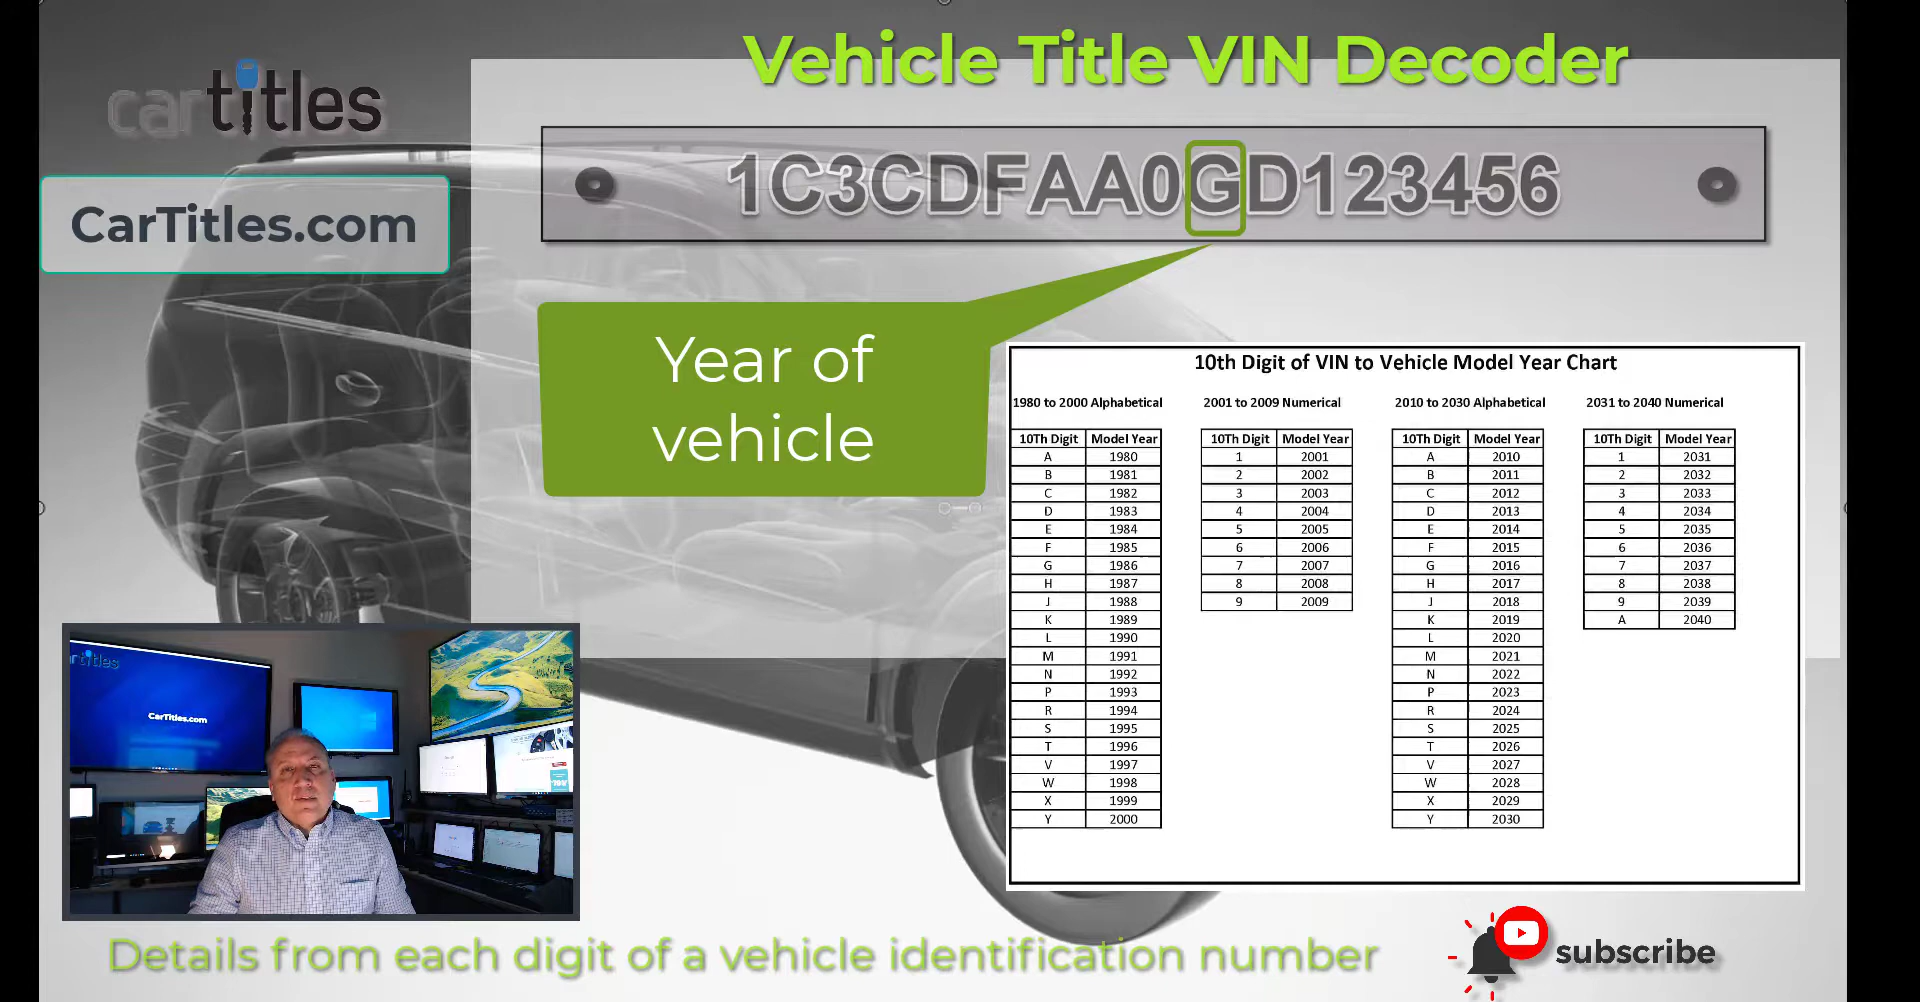 Vehicle Title VIN Decoder
cartitles
1C3CDFAA0GD123456
CarTitles.com
Year of
vehicle
10th Digit of VIN to Vehicle Model Year Chart
1980 to 2000 Alphabetical 2001 to 2009 Numerical 2010 to 2030 Alphabetical 2031 to 2040 Numerical
10Th Digit Model Year 10Th Digit Model Year 10Th Digit Model Year 10Th Digit Model Year
A 1980 1 2001 A 2010 1 2031
B 1981 2 2002 B 2011 2 2032
C 1982 3 2003 C 2012 3 2033
D 1983 4 2004 D 2013 4 2034
E 1984 5 2005 E 2014 5 2035
F 1985 6 2006 F 2015 6 2036
G 1986 7 2007 G 2016 7 2037
H 1987 8 2008 H 2017 8 2038
J 1988 9 2009 J 2018 9 2039
K 1989 K 2019 A 2040
L 1990 L 2020
M 1991 M 2021
N 1992 N 2022
P 1993 P 2023
R 1994 R 2024
S 1995 S 2025
T 1996 T 2026
V 1997 V 2027
W 1998 W 2028
X 1999 X 2029
Y 2000 Y 2030
CarTitles.com
Details from each digit of a vehicle identification number
subscribe